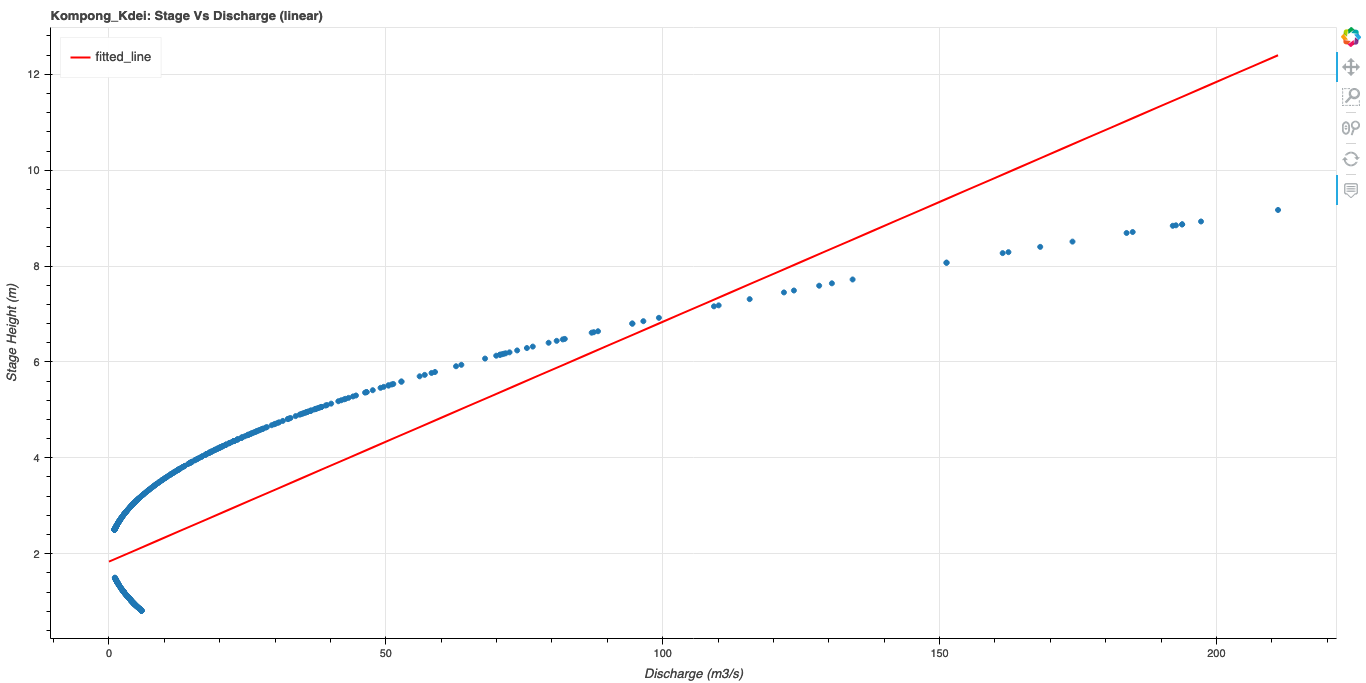 Kompong_Kdei: Stage Vs Discharge (linear)
fitted_line
12
10
8
6
4
2
Stage Height (m)
0
50
100
150
200
Discharge (m3/s)